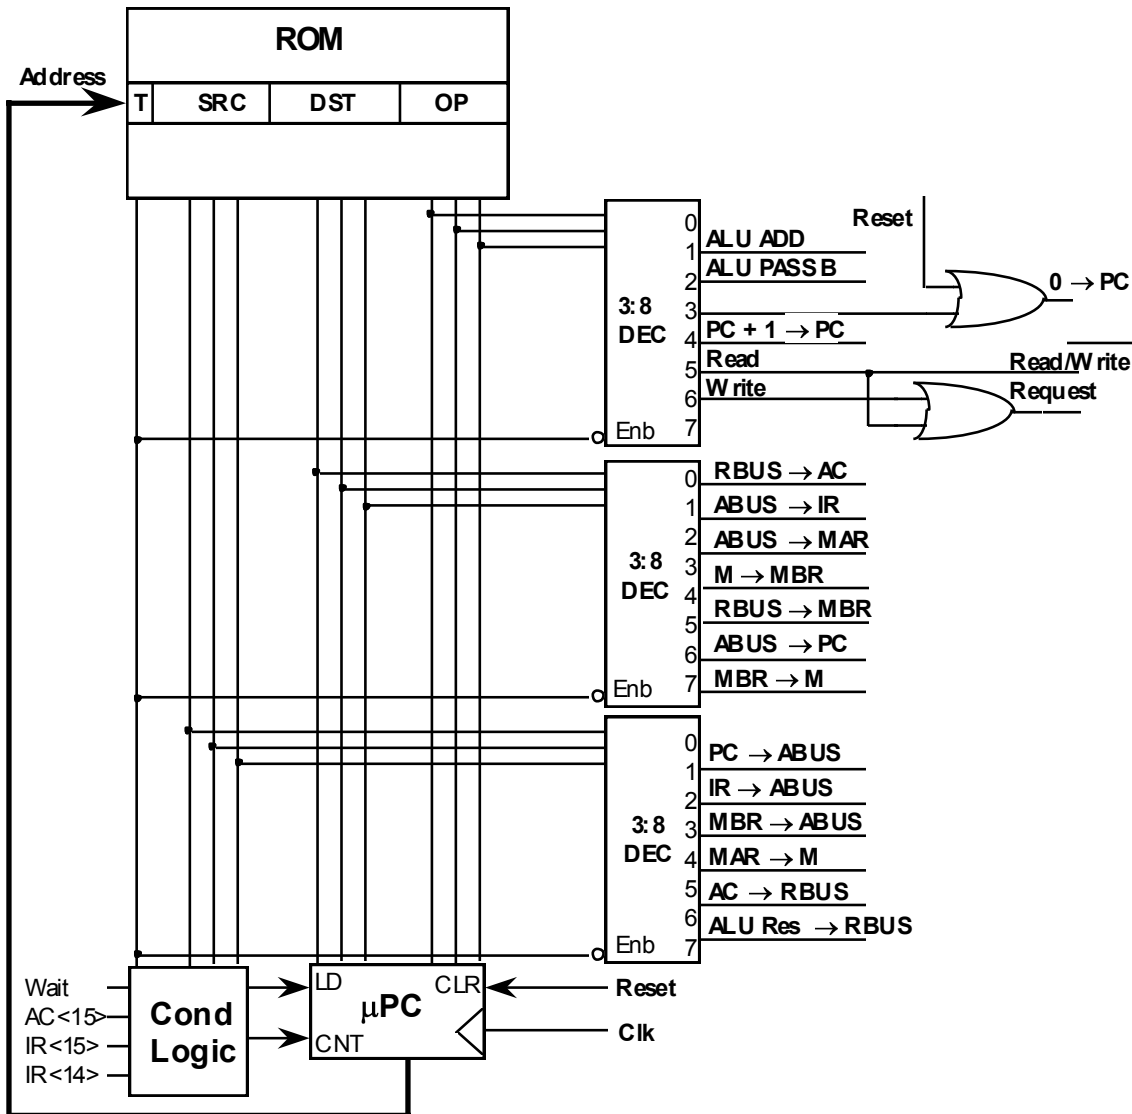 ROM
Address
T SRC DST OP
Reset
0
1 ALU ADD
2 ALU PASS B
0 → PC
3:8
DEC
3
4 PC + 1 → PC
5 Read
Read/Write
6 Write
Request
Enb 7
0 RBUS → AC
1 ABUS → IR
2 ABUS → MAR
3:8
DEC
3 M → MBR
4 RBUS → MBR
5 ABUS → PC
6 MBR → M
Enb 7
0 PC → ABUS
1 IR → ABUS
2 MBR → ABUS
3:8
DEC
3 MAR → M
4 AC → RBUS
5 ALU Res → RBUS
6
Enb 7
Wait
AC<15>
IR<15>
IR<14>
Cond
Logic
LD CLR
µPC
CNT
Reset
Clk